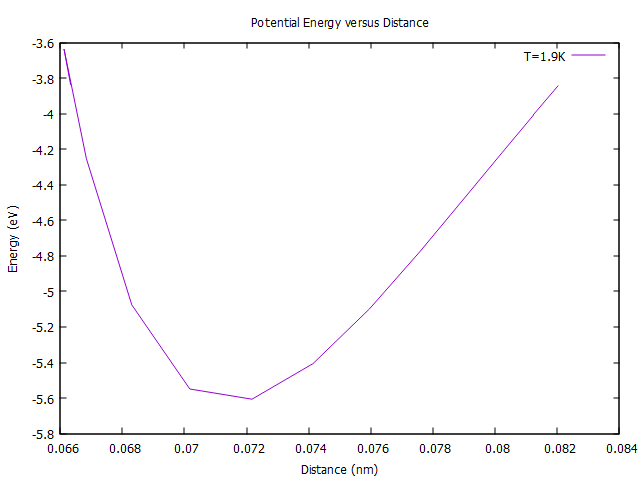 Potential Energy versus Distance
T=1.9K
-3.6
-3.8
-4
-4.2
-4.4
-4.6
-4.8
-5
-5.2
-5.4
-5.6
-5.8
Energy (eV)
0.066 0.068 0.07 0.072 0.074 0.076 0.078 0.08 0.082 0.084
Distance (nm)